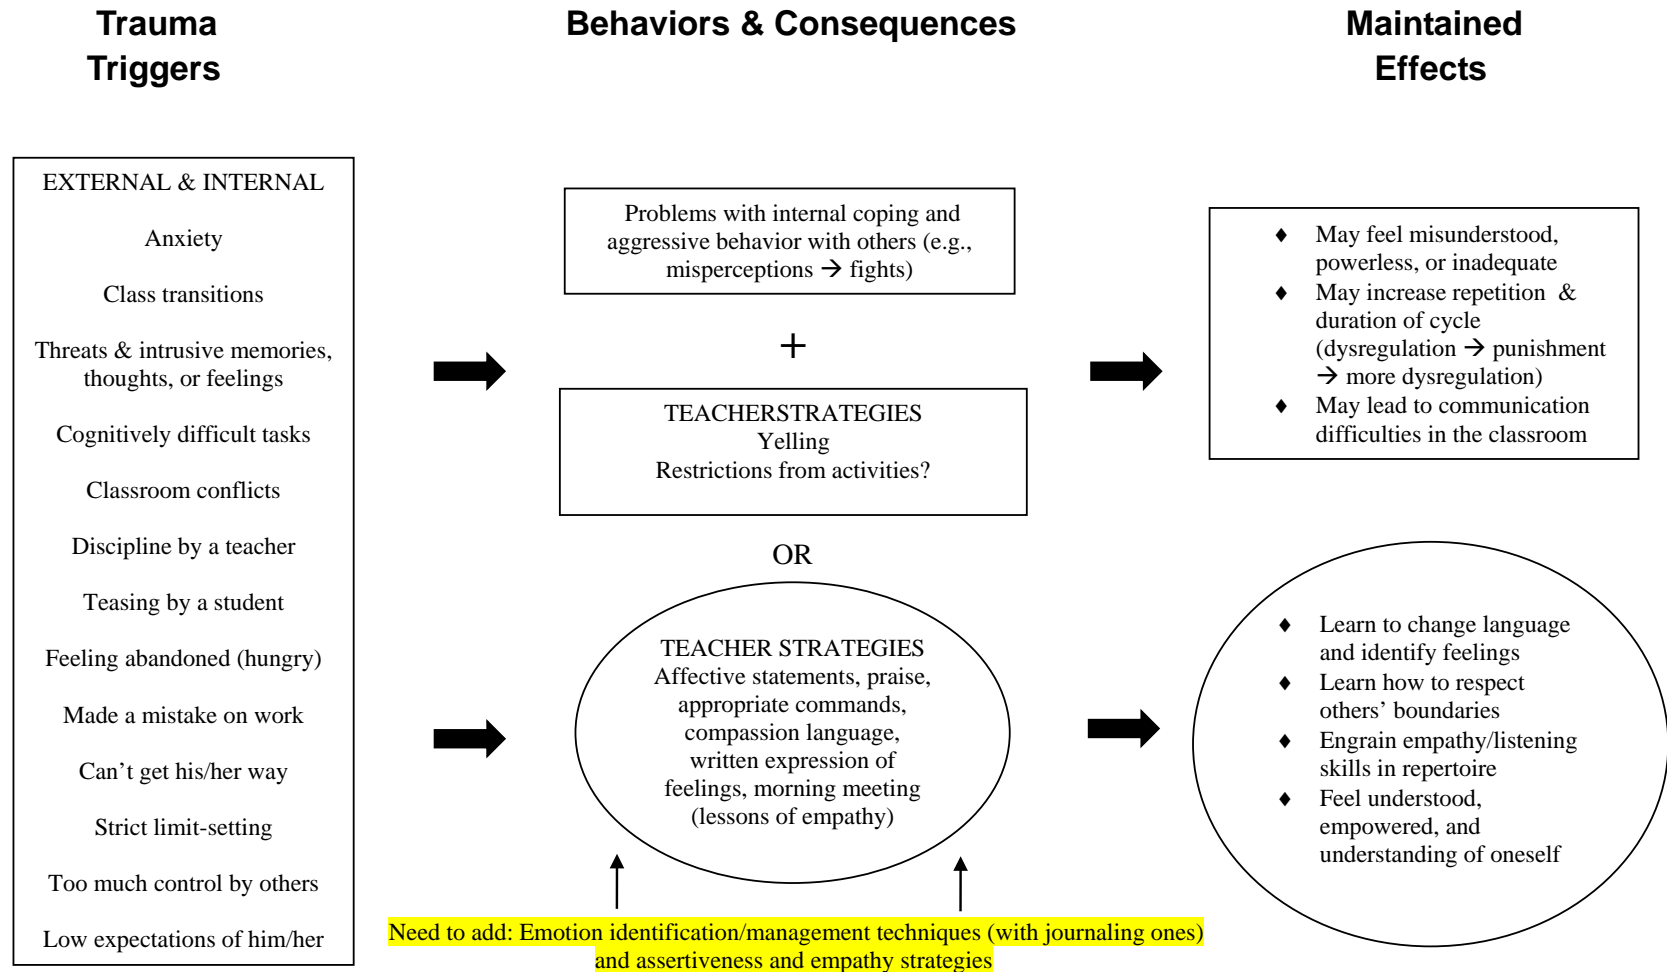 Trauma
Triggers
Behaviors & Consequences
Maintained
Effects
EXTERNAL & INTERNAL
Anxiety
Class transitions
Threats & intrusive memories,
thoughts, or feelings
Cognitively difficult tasks
Classroom conflicts
Discipline by a teacher
Teasing by a student
Feeling abandoned (hungry)
Made a mistake on work
Can’t get his/her way
Strict limit-setting
Too much control by others
Low expectations of him/her
Problems with internal coping and
aggressive behavior with others (e.g.,
misperceptions → fights)
+
TEACHERSTRATEGIES
Yelling
Restrictions from activities?
OR
TEACHER STRATEGIES
Affective statements, praise,
appropriate commands,
compassion language,
written expression of
feelings, morning meeting
(lessons of empathy)
Need to add: Emotion identification/management techniques (with journaling ones)
and assertiveness and empathy strategies
♦ May feel misunderstood,
powerless, or inadequate
♦ May increase repetition &
duration of cycle
(dysregulation → punishment
→ more dysregulation)
♦ May lead to communication
difficulties in the classroom
♦ Learn to change language
and identify feelings
♦ Learn how to respect
others’ boundaries
♦ Engrain empathy/listening
skills in repertoire
♦ Feel understood,
empowered, and
understanding of oneself